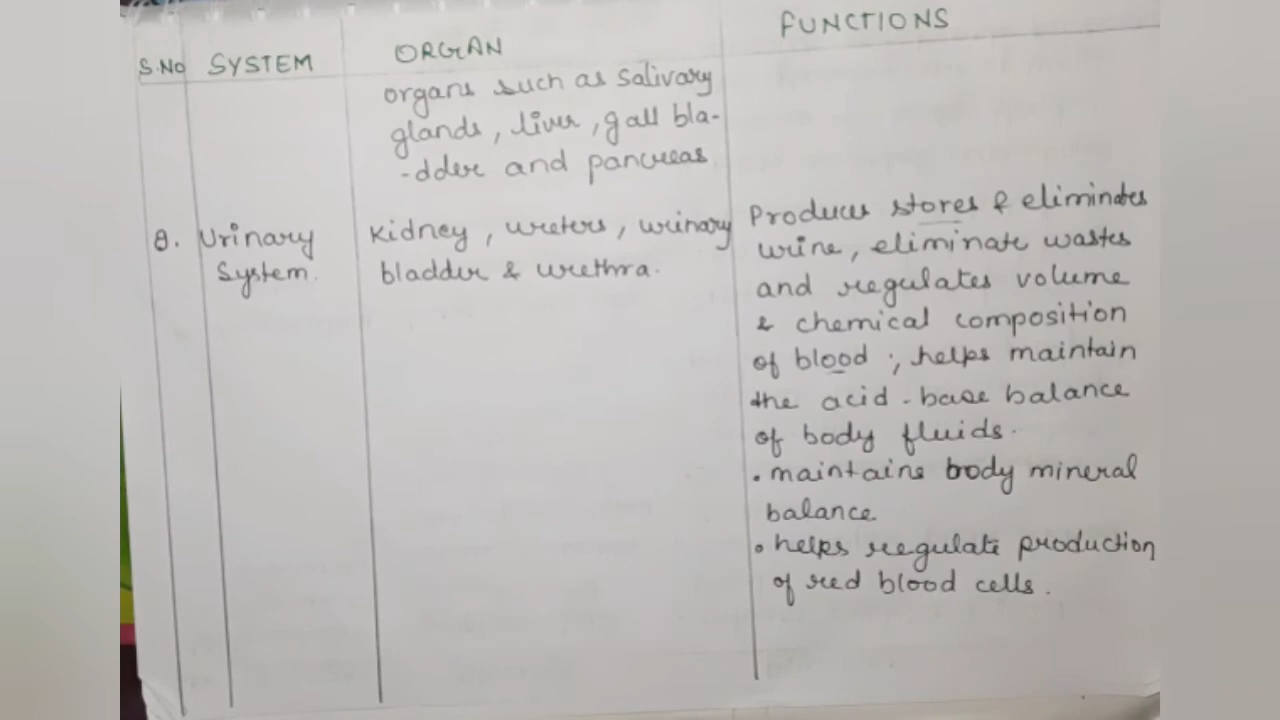 S.No SYSTEM ORGAN FUNCTIONS
organs such as salivary
glands, liver, gall bla-
-dder and pancreas
8. Urinary System.
kidney, ureters, urinary
bladder & urethra.
Produces stores & eliminates
urine, eliminate wastes
and regulates volume
& chemical composition
of blood ; helps maintain
the acid-base balance
of body fluids.
• maintains body mineral
balance
• helps regulate production
of red blood cells.